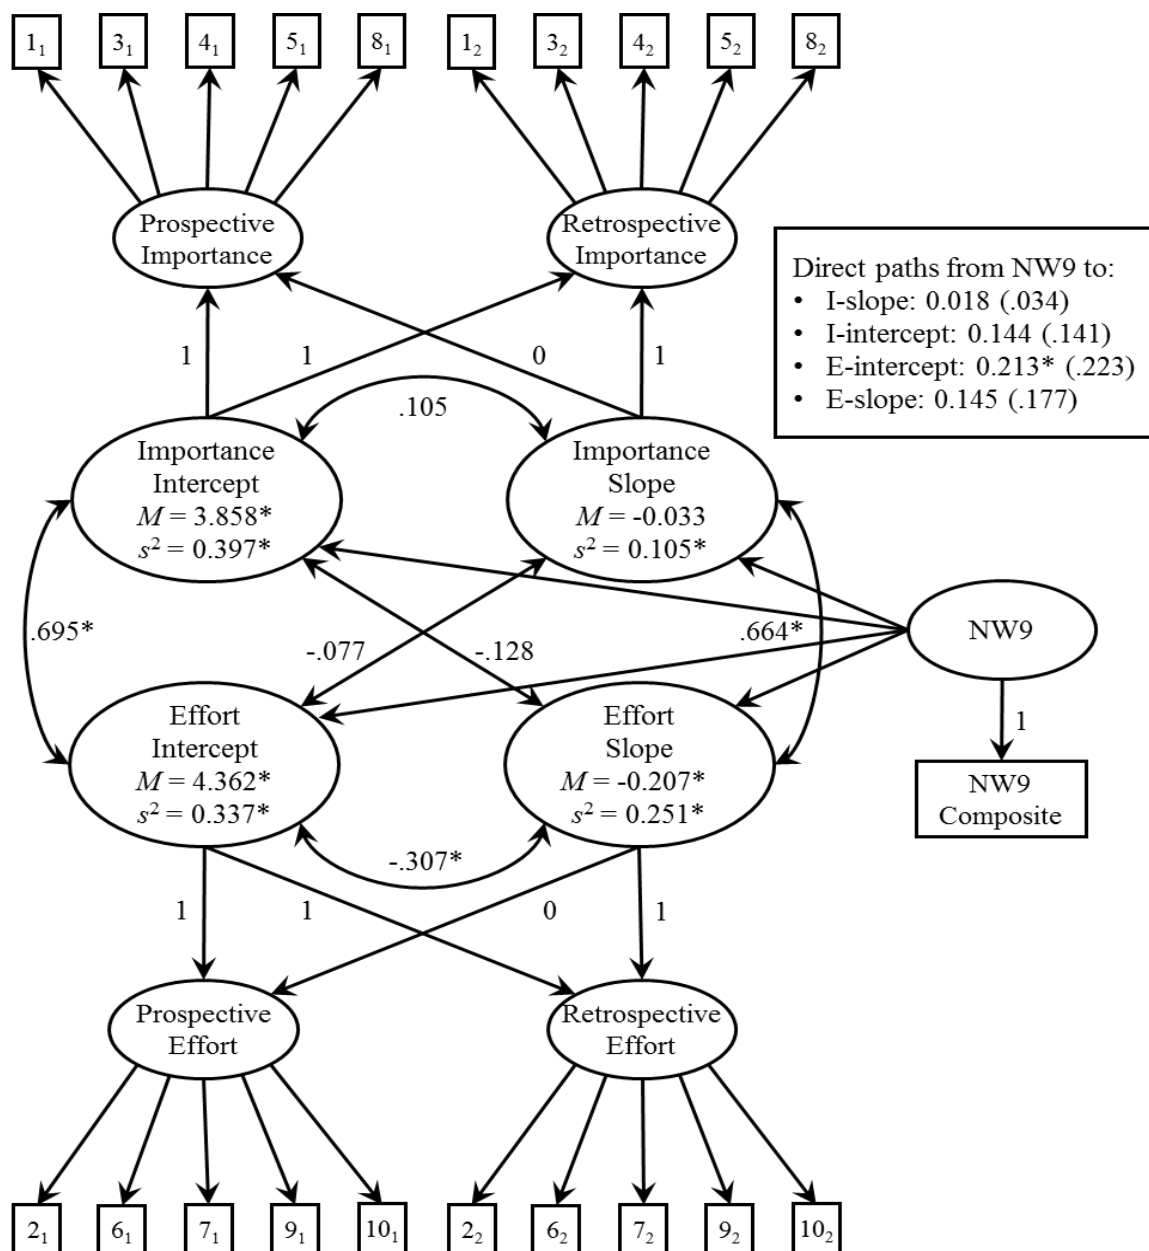 1₁ 3₁ 4₁ 5₁ 8₁ 1₂ 3₂ 4₂ 5₂ 8₂
Prospective
Importance
Retrospective
Importance
Direct paths from NW9 to:
• I-slope: 0.018 (.034)
• I-intercept: 0.144 (.141)
• E-intercept: 0.213* (.223)
• E-slope: 0.145 (.177)
1 1 0 1
.105
Importance
Intercept
M = 3.858*
s² = 0.397*
Importance
Slope
M = -0.033
s² = 0.105*
.695* -.077 -.128 .664*
NW9
1
NW9
Composite
Effort
Intercept
M = 4.362*
s² = 0.337*
Effort
Slope
M = -0.207*
s² = 0.251*
-.307*
1 1 0 1
Prospective
Effort
Retrospective
Effort
2₁ 6₁ 7₁ 9₁ 10₁ 2₂ 6₂ 7₂ 9₂ 10₂